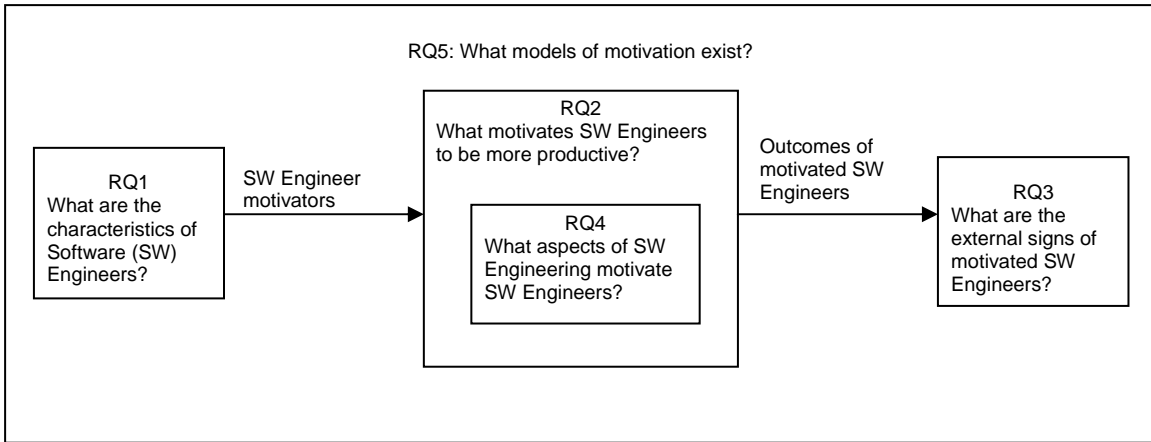 RQ5: What models of motivation exist?
RQ1
What are the
characteristics of
Software (SW)
Engineers?
SW Engineer
motivators
RQ2
What motivates SW Engineers
to be more productive?
RQ4
What aspects of SW
Engineering motivate
SW Engineers?
Outcomes of
motivated SW
Engineers
RQ3
What are the
external signs of
motivated SW
Engineers?